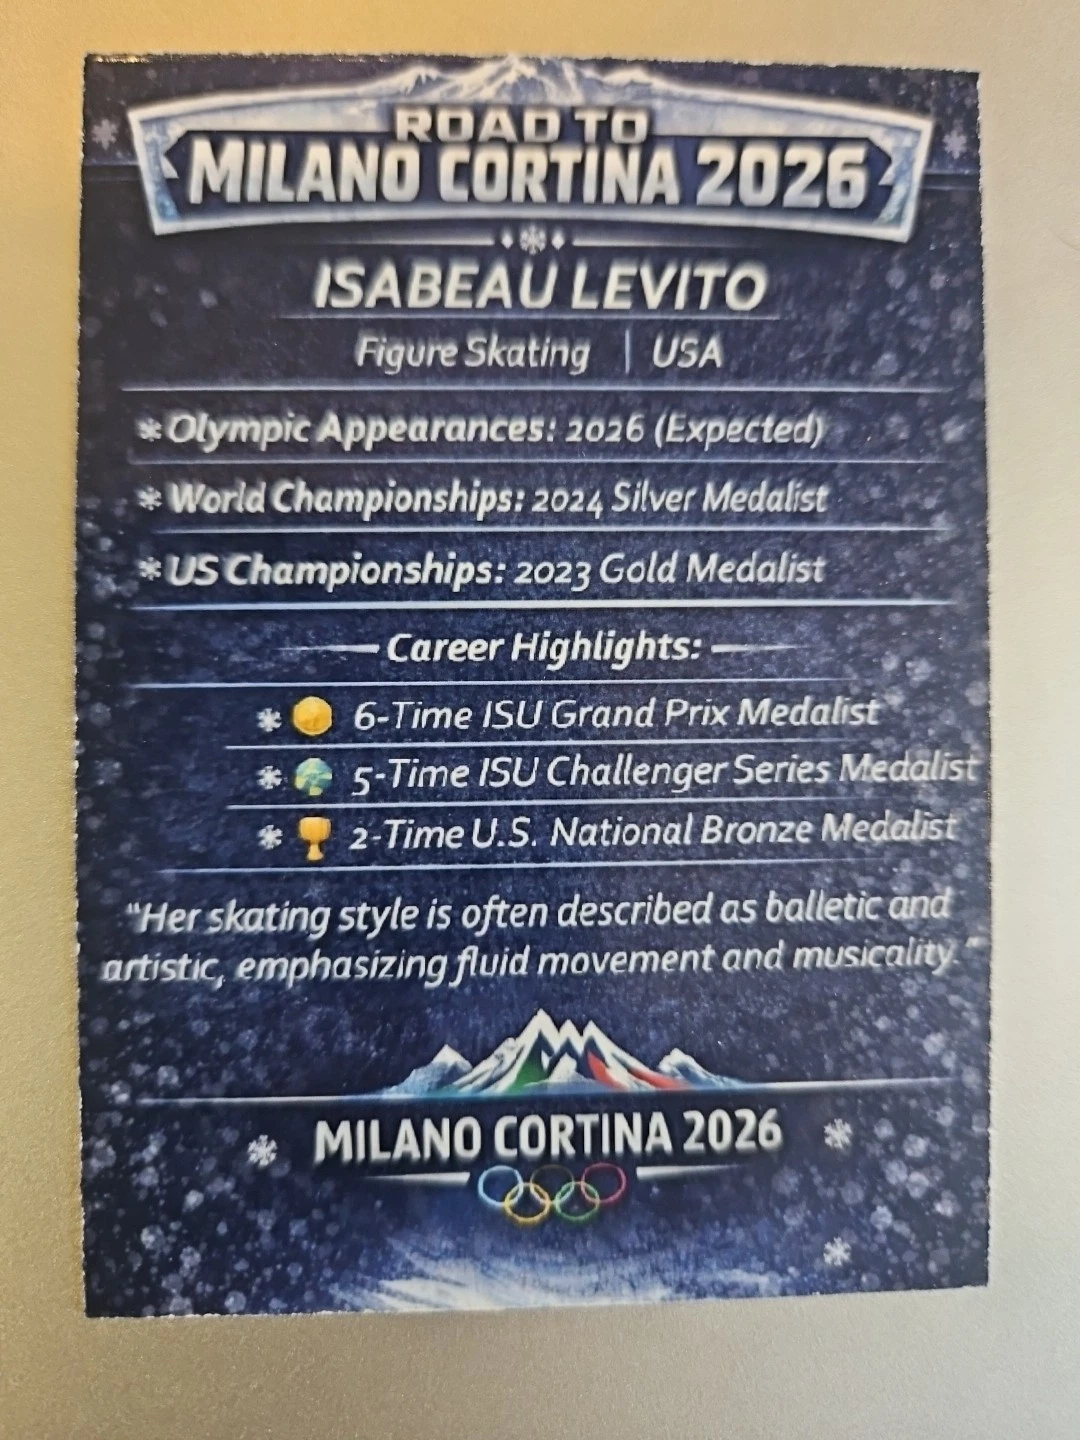 ROAD TO
MILANO CORTINA 2026
ISABEAU LEVITO
Figure Skating | USA
* Olympic Appearances: 2026 (Expected)
* World Championships: 2024 Silver Medalist
* US Championships: 2023 Gold Medalist
Career Highlights:
* 6-Time ISU Grand Prix Medalist
* 5-Time ISU Challenger Series Medalist
* 2-Time U.S. National Bronze Medalist
"Her skating style is often described as balletic and
artistic, emphasizing fluid movement and musicality."
MILANO CORTINA 2026